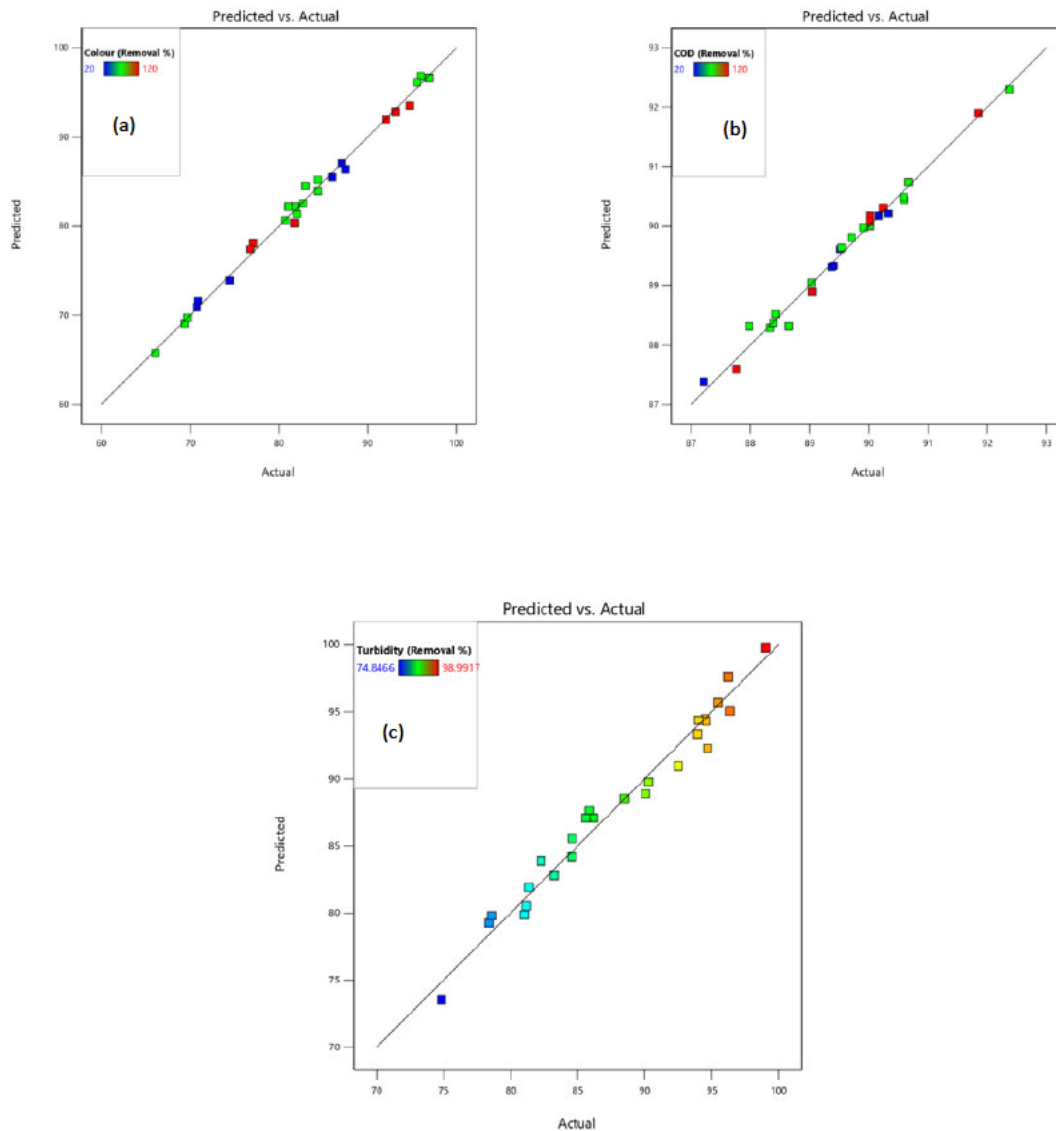 Predicted vs. Actual
Colour (Removal %)
20 120
(a)
100
90
80
70
60
Predicted
60 70 80 90 100
Actual
Predicted vs. Actual
COD (Removal %)
20 120
(b)
93
92
91
90
89
88
87
Predicted
87 88 89 90 91 92 93
Actual
Predicted vs. Actual
Turbidity (Removal %)
74.8466 98.9917
(c)
100
95
90
85
80
75
70
Predicted
70 75 80 85 90 95 100
Actual